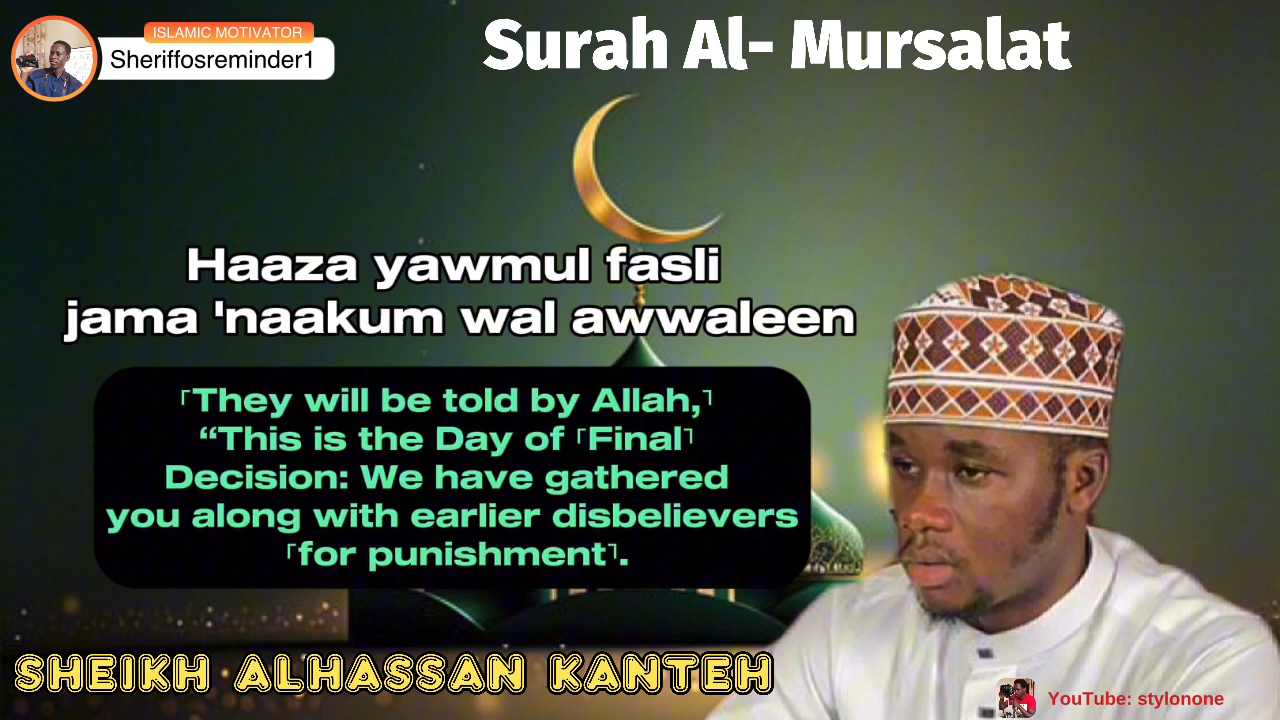 ISLAMIC MOTIVATOR
Sheriffosreminder1
Surah Al- Mursalat
Haaza yawmul fasli
jama 'naakum wal awwaleen
⸢They will be told by Allah,⸣
“This is the Day of ⸢Final⸣
Decision: We have gathered
you along with earlier disbelievers
⸢for punishment⸣.
SHEIKH ALHASSAN KANTEH
YouTube: stylonone